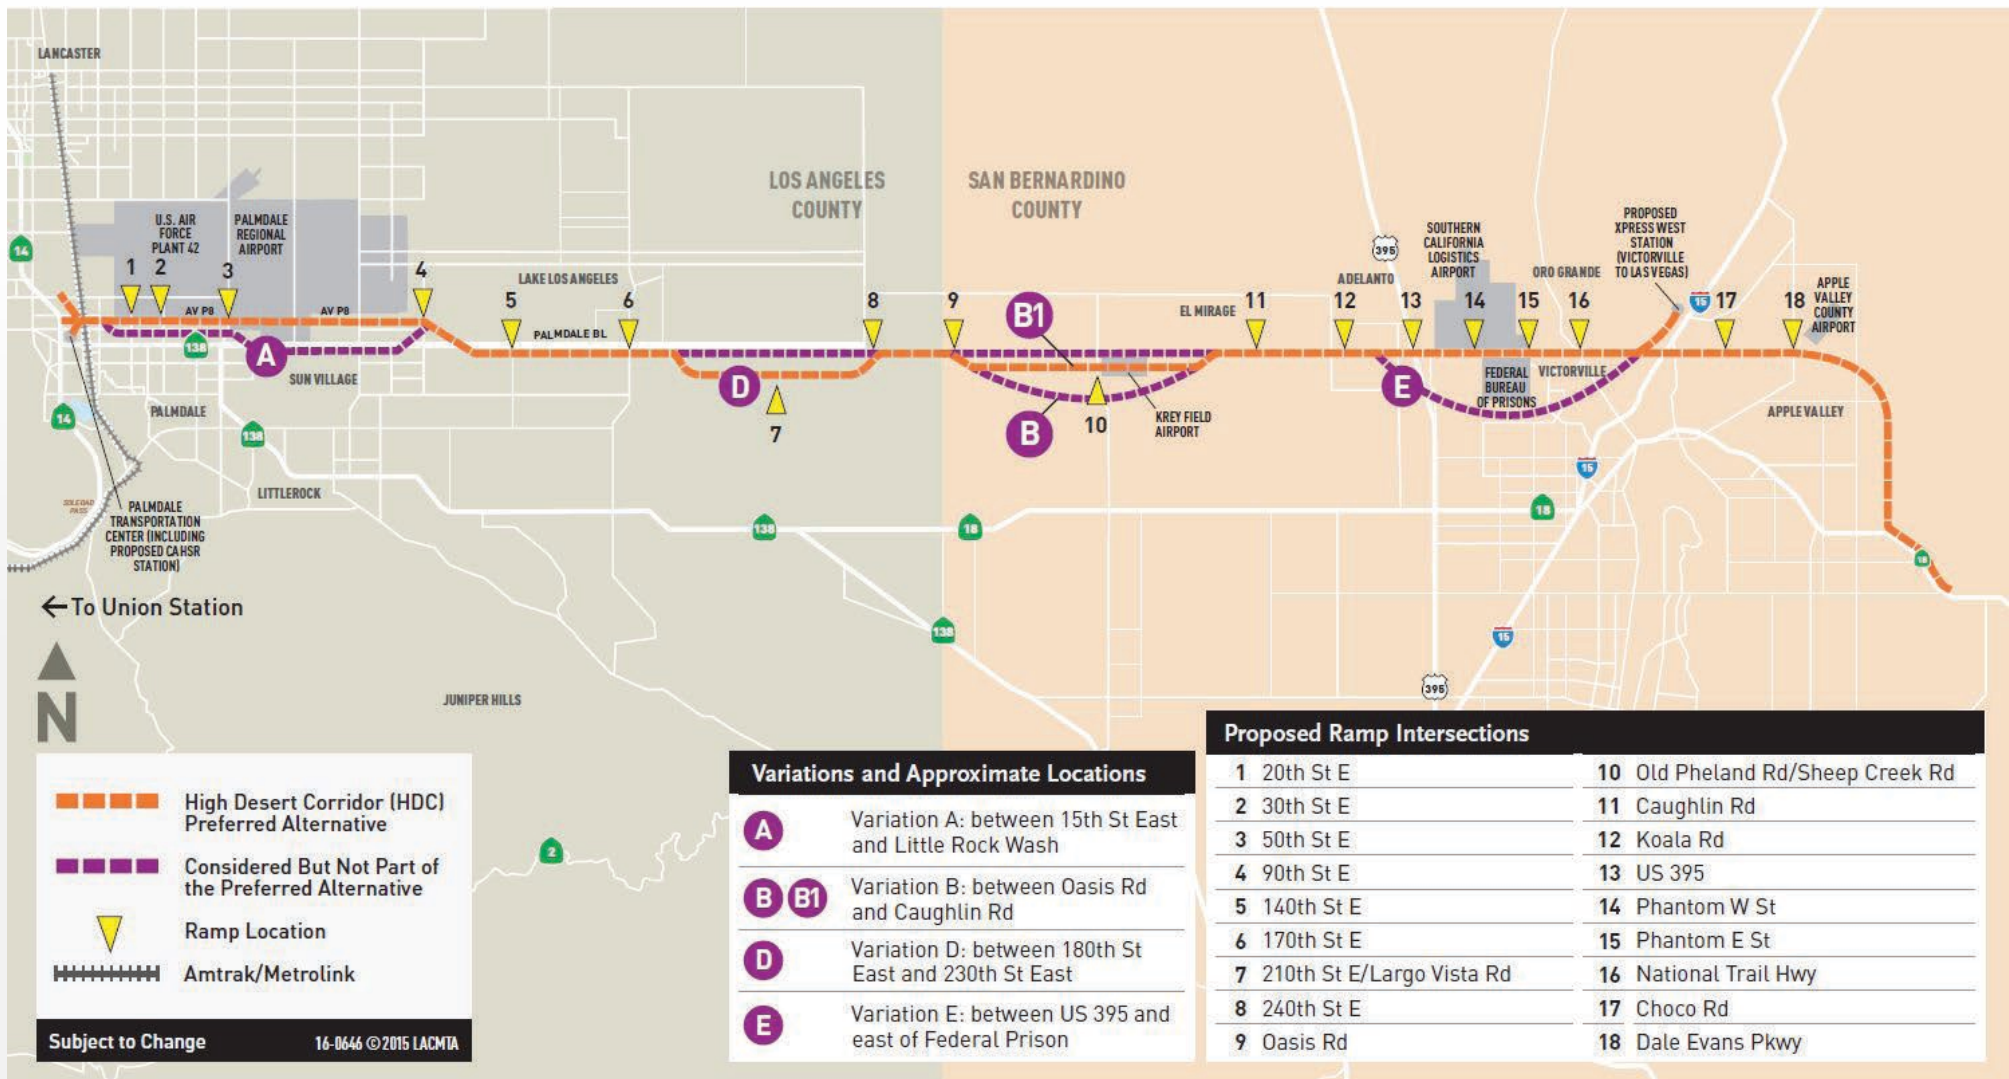 LANCASTER
LOS ANGELES
COUNTY
SAN BERNARDINO
COUNTY
U.S. AIR
FORCE
PLANT 42
PALMDALE
REGIONAL
AIRPORT
14
1
2
3
4
AV P8
AV P8
138
A
SUN VILLAGE
LAKE LOS ANGELES
5
6
PALMDALE BL
8
9
B1
D
7
B
10
KREY FIELD
AIRPORT
EL MIRAGE
11
395
ADELANTO
12
13
SOUTHERN
CALIFORNIA
LOGISTICS
AIRPORT
14
15
ORO GRANDE
16
PROPOSED
XPRESS WEST
STATION
(VICTORVILLE
TO LAS VEGAS)
15
17
18
APPLE
VALLEY
COUNTY
AIRPORT
E
FEDERAL
BUREAU
OF PRISONS
VICTORVILLE
APPLE VALLEY
14
PALMDALE
138
LITTLEROCK
SOLEDAD
PASS
PALMDALE
TRANSPORTATION
CENTER (INCLUDING
PROPOSED CAHSR
STATION)
138
18
15
18
18
To Union Station
138
15
395
N
JUNIPER HILLS
2
High Desert Corridor (HDC)
Preferred Alternative
Considered But Not Part of
the Preferred Alternative
Ramp Location
Amtrak/Metrolink
Subject to Change
16-0646 ©2015 LACMTA
Variations and Approximate Locations
A Variation A: between 15th St East
and Little Rock Wash
B B1 Variation B: between Oasis Rd
and Caughlin Rd
D Variation D: between 180th St
East and 230th St East
E Variation E: between US 395 and
east of Federal Prison
Proposed Ramp Intersections
1 20th St E
2 30th St E
3 50th St E
4 90th St E
5 140th St E
6 170th St E
7 210th St E/Largo Vista Rd
8 240th St E
9 Oasis Rd
10 Old Pheland Rd/Sheep Creek Rd
11 Caughlin Rd
12 Koala Rd
13 US 395
14 Phantom W St
15 Phantom E St
16 National Trail Hwy
17 Choco Rd
18 Dale Evans Pkwy